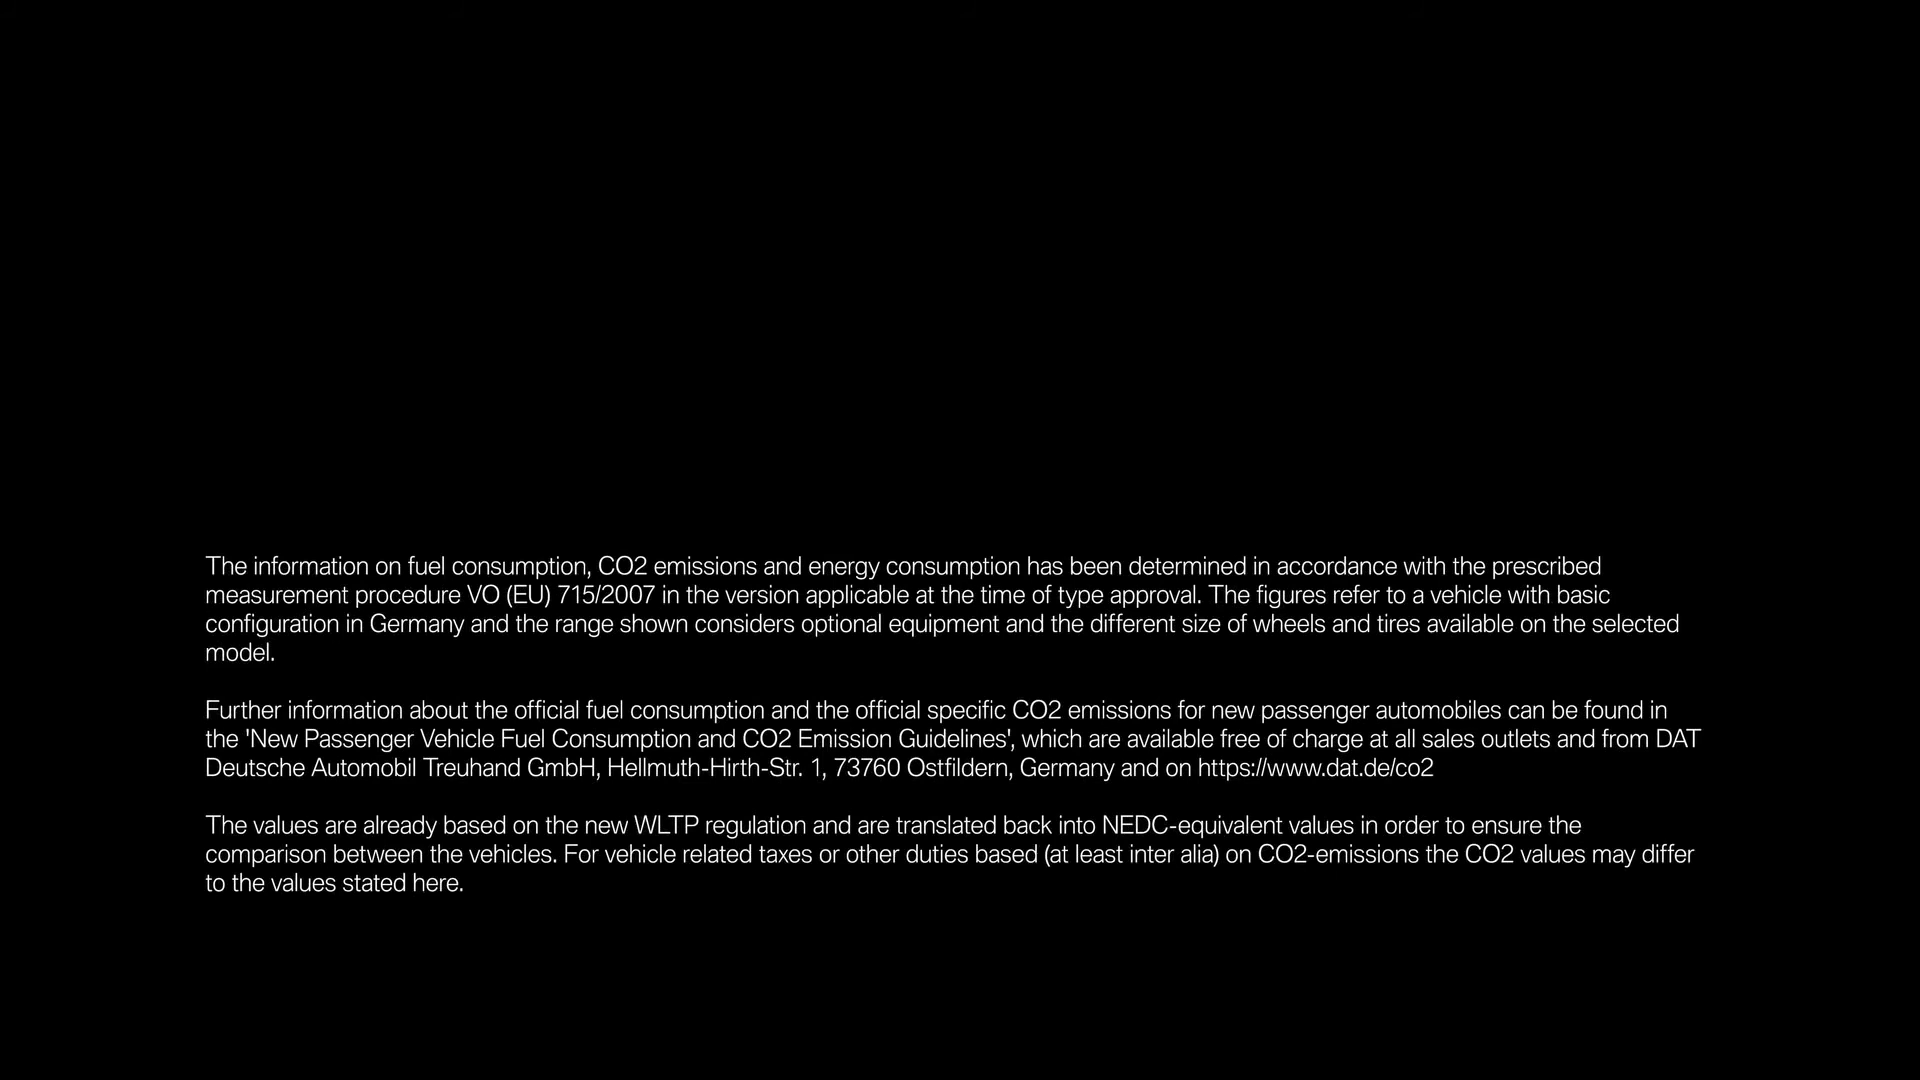 The information on fuel consumption, CO2 emissions and energy consumption has been determined in accordance with the prescribed
measurement procedure VO (EU) 715/2007 in the version applicable at the time of type approval. The figures refer to a vehicle with basic
configuration in Germany and the range shown considers optional equipment and the different size of wheels and tires available on the selected
model.
Further information about the official fuel consumption and the official specific CO2 emissions for new passenger automobiles can be found in
the 'New Passenger Vehicle Fuel Consumption and CO2 Emission Guidelines', which are available free of charge at all sales outlets and from DAT
Deutsche Automobil Treuhand GmbH, Hellmuth-Hirth-Str. 1, 73760 Ostfildern, Germany and on https://www.dat.de/co2
The values are already based on the new WLTP regulation and are translated back into NEDC-equivalent values in order to ensure the
comparison between the vehicles. For vehicle related taxes or other duties based (at least inter alia) on CO2-emissions the CO2 values may differ
to the values stated here.